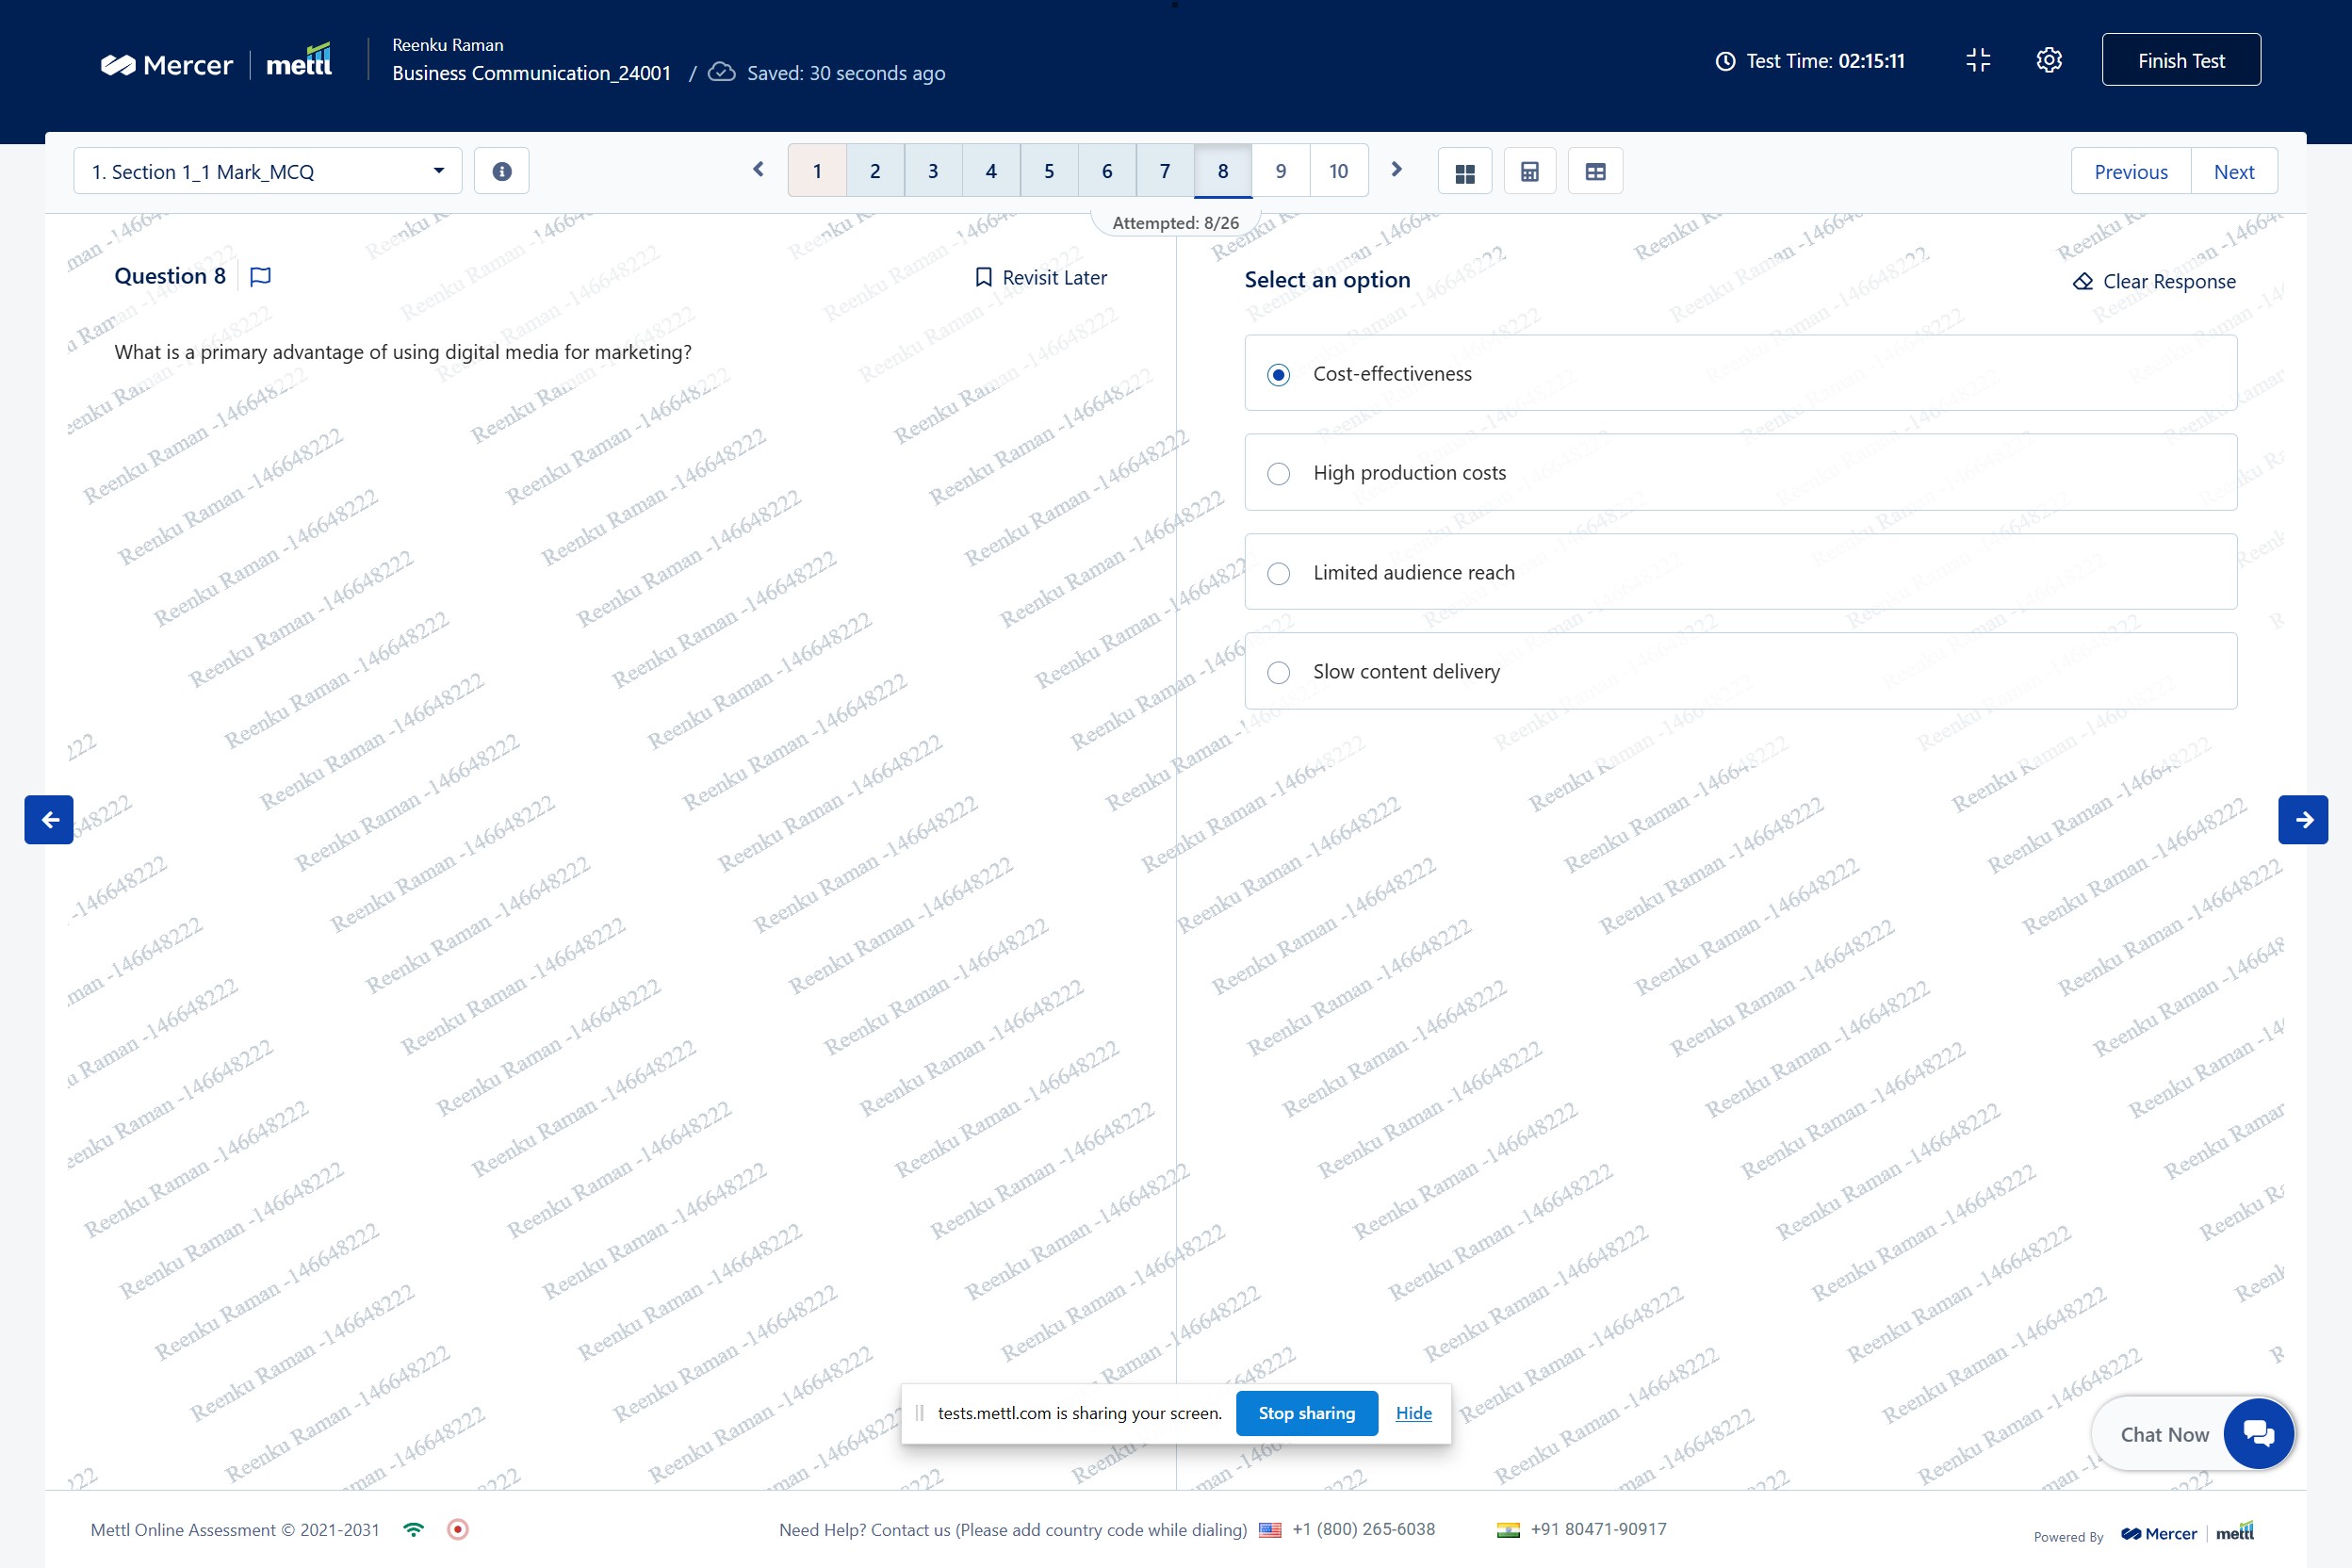 Mercer | mettl
Reenku Raman
Business Communication_24001 / Saved: 30 seconds ago
Test Time: 02:15:11
Finish Test
1. Section 1_1 Mark_MCQ
1 2 3 4 5 6 7 8 9 10
Previous Next
Attempted: 8/26
Question 8
Revisit Later
What is a primary advantage of using digital media for marketing?
Select an option
Clear Response
Cost-effectiveness
High production costs
Limited audience reach
Slow content delivery
Reenku Raman -146648222
tests.mettl.com is sharing your screen. Stop sharing Hide
Chat Now
Mettl Online Assessment © 2021-2031
Need Help? Contact us (Please add country code while dialing) +1 (800) 265-6038 +91 80471-90917
Powered By Mercer | mettl